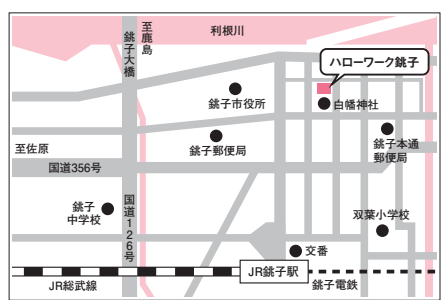 利根川
至鹿島
銚子大橋
ハローワーク銚子
銚子市役所
白幡神社
銚子郵便局
銚子本通
郵便局
至佐原
国道356号
銚子
中学校
国道126号
双葉小学校
交番
JR銚子駅
JR総武線
銚子電鉄